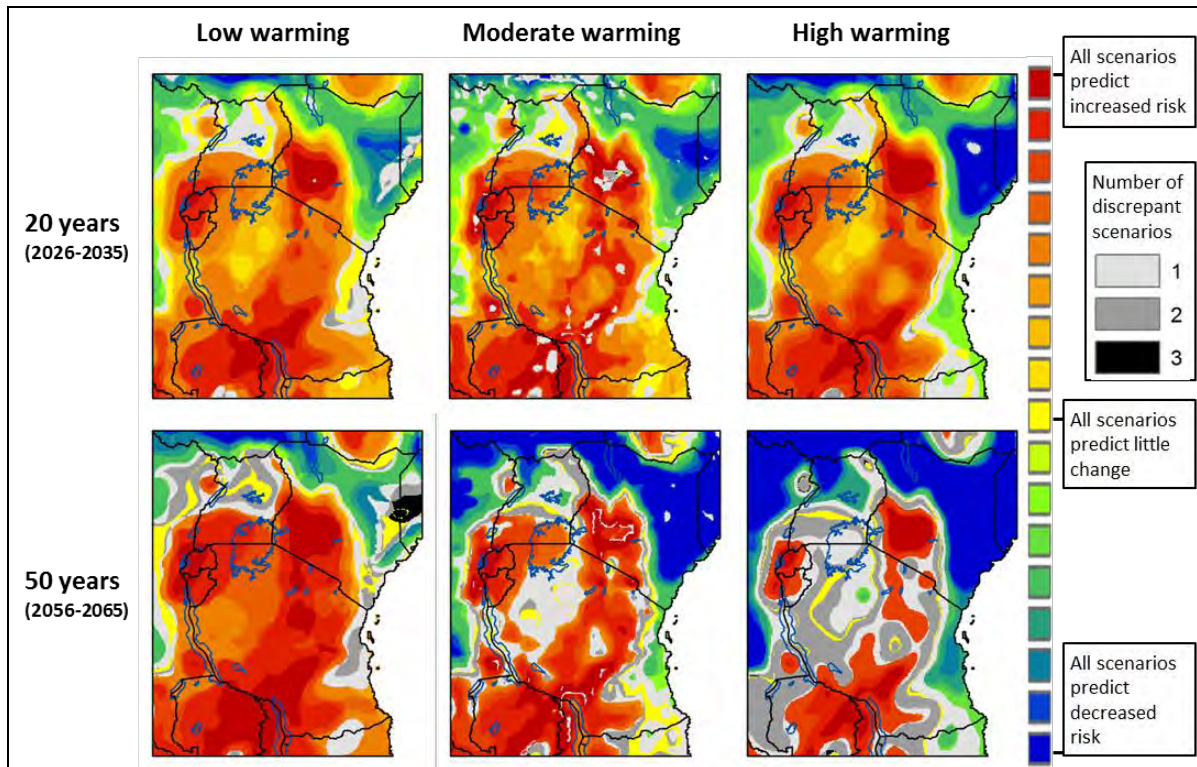 Low warming
Moderate warming
High warming
20 years
(2026-2035)
50 years
(2056-2065)
All scenarios
predict
increased risk
Number of
discrepant
scenarios
1
2
3
All scenarios
predict little
change
All scenarios
predict
decreased
risk